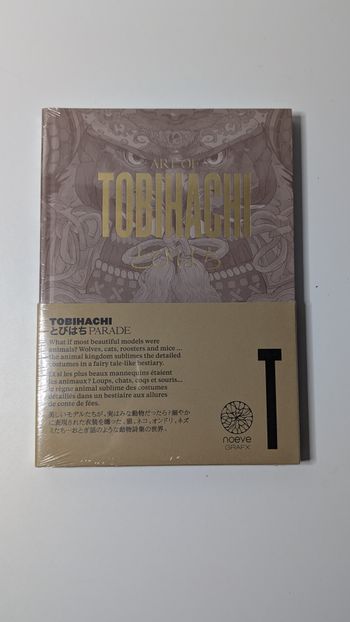 ART OF
TOBIHACHI
とびはち
TOBIHACHI
とびはち PARADE
What if most beautiful models were
animals? Wolves, cats, roosters and mice ...
the animal kingdom sublimes the detailed
costumes in a fairy tale-like bestiary.
Et si les plus beaux mannequins étaient
les animaux? Loups, chats, coqs et souris...
le règne animal sublime des costumes
détaillés dans un bestiaire aux allures
de conte de fées.
美しいモデルたちが、実はみな動物だったら？細やか
に表現された衣装を纏った、狼、ネコ、オンドリ、ネズ
ミたち…おとぎ話のような動物詩集の世界。
noeve
GRAFX
T